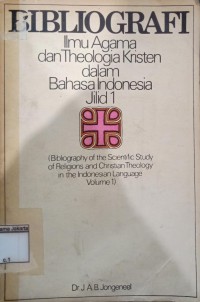 BIBLIOGRAFI
Ilmu Agama
dan Theologia Kristen
dalam
Bahasa Indonesia
Jilid 1
(Bibliography of the Scientific Study
of Religions and Christian Theology
in the Indonesian Language
Volume 1)
Dr. J. A. B. Jongeneel